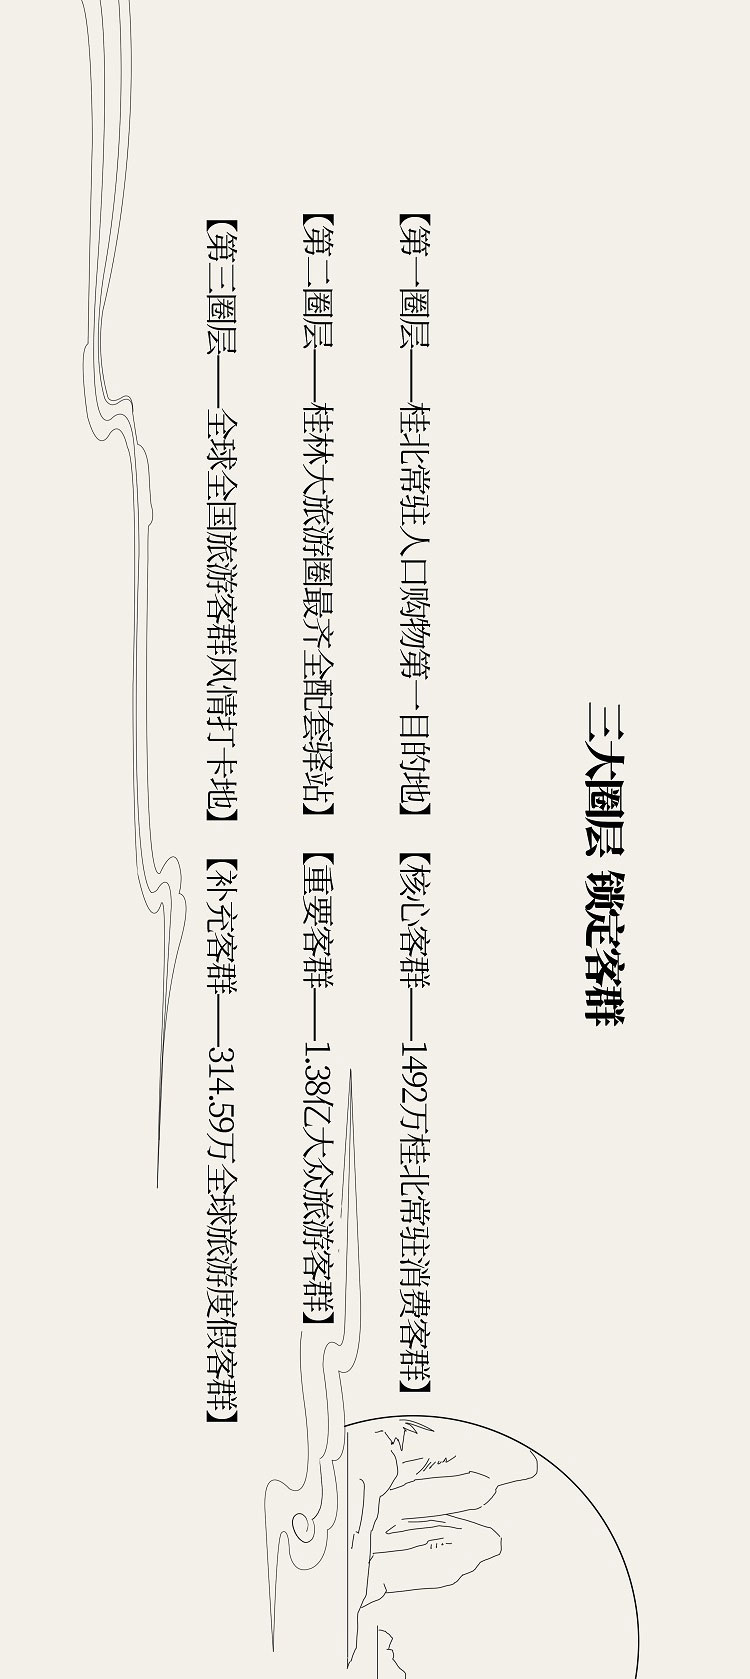 三大圈层 锁定客群
【第一圈层——桂北常驻人口购物第一目的地】【核心客群——1492万桂北常驻消费客群】
【第二圈层——桂林大旅游圈最齐全配套驿站】【重要客群——1.38亿大众旅游客群】
【第三圈层——全球全国旅游客群风情打卡地】【补充客群——314.59万全球旅游度假客群】